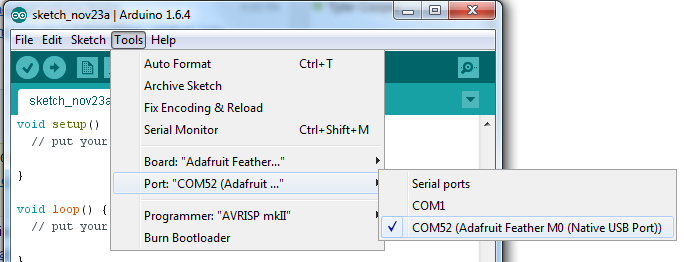 sketch_nov23a | Arduino 1.6.4
File Edit Sketch Tools Help
Auto Format Ctrl+T
Archive Sketch
Fix Encoding & Reload
Serial Monitor Ctrl+Shift+M
Board: "Adafruit Feather..."
Port: "COM52 (Adafruit ..."
Programmer: "AVRISP mkII"
Burn Bootloader
Serial ports
COM1
COM52 (Adafruit Feather M0 (Native USB Port))
sketch_nov23a
void setup()
// put your
}
void loop() {
// put your
}